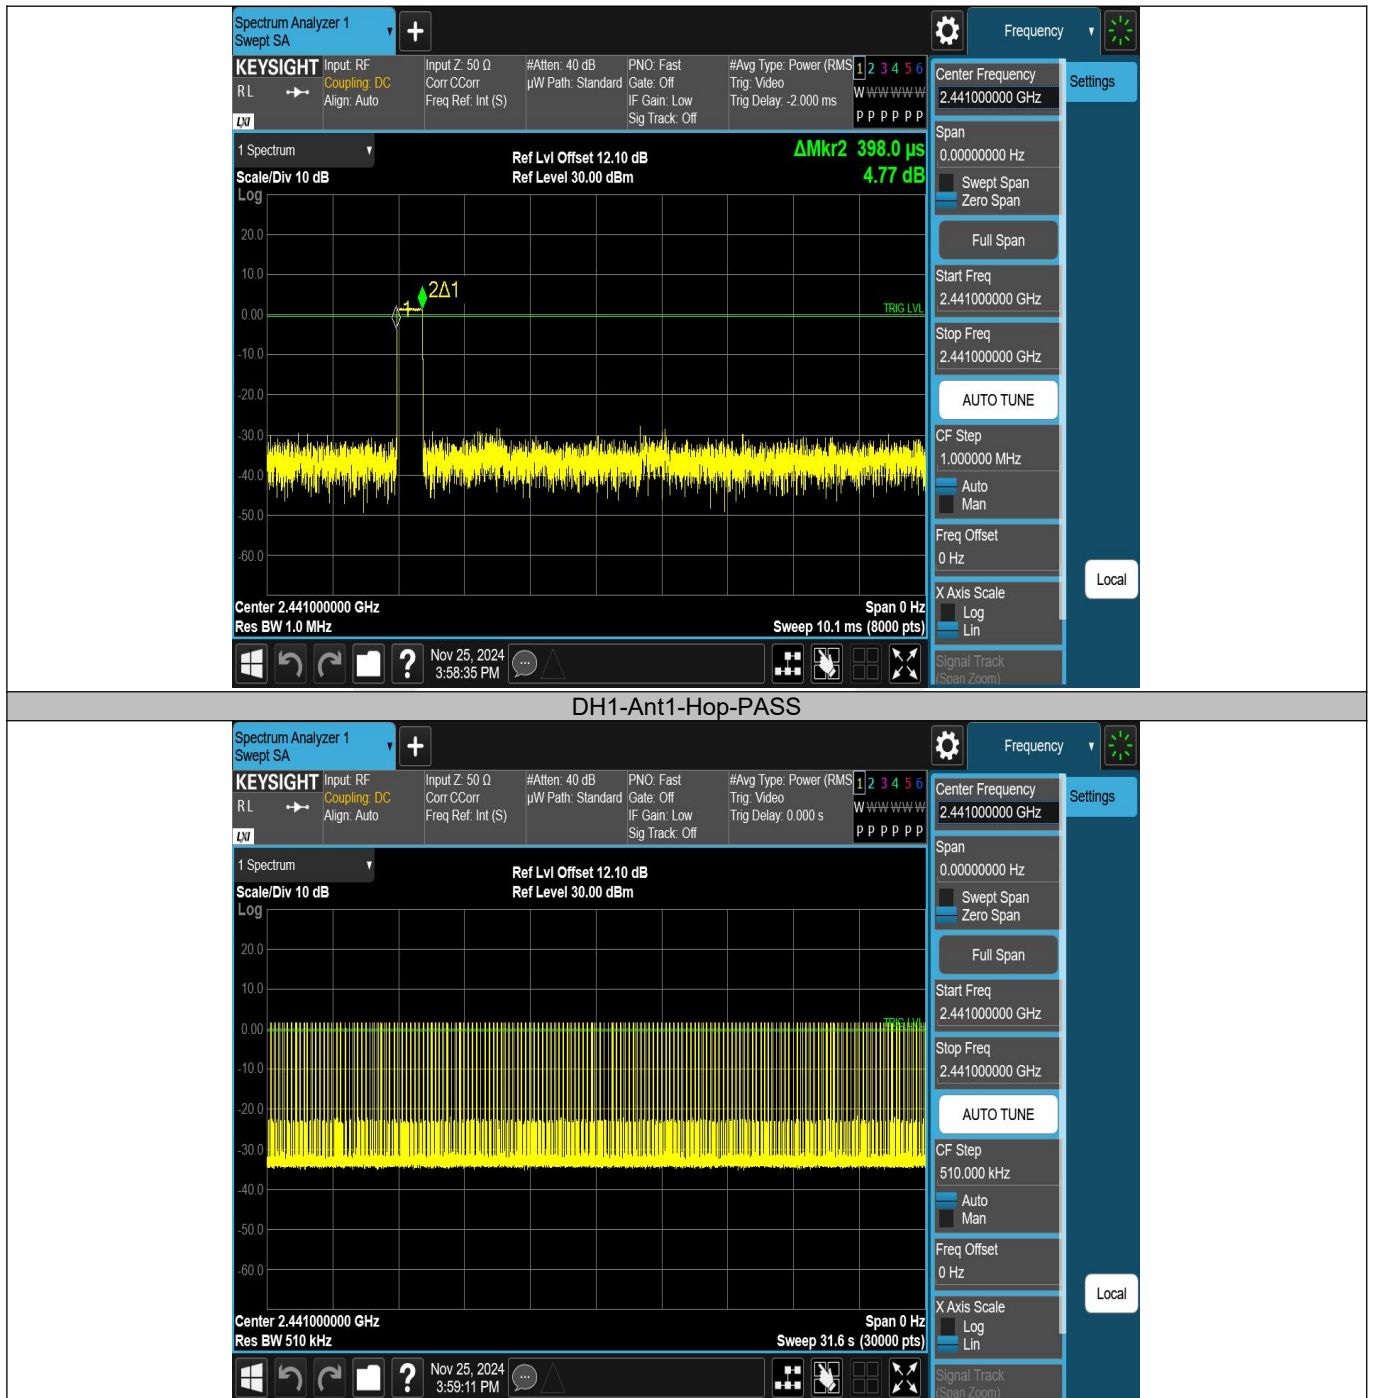 Spectrum Analyzer 1
Swept SA
+
Frequency
KEYSIGHT
RL
LXI
Input: RF
Coupling: DC
Align: Auto
Input Z: 50 Ω
Corr CCorr
Freq Ref: Int (S)
#Atten: 40 dB
µW Path: Standard
PNO: Fast
Gate: Off
IF Gain: Low
Sig Track: Off
#Avg Type: Power (RMS
Trig: Video
Trig Delay: -2.000 ms
1 2 3 4 5 6
W W W W W W
P P P P P P
Center Frequency
2.441000000 GHz
Settings
Span
0.00000000 Hz
Swept Span
Zero Span
Full Span
Start Freq
2.441000000 GHz
Stop Freq
2.441000000 GHz
AUTO TUNE
CF Step
1.000000 MHz
Auto
Man
Freq Offset
0 Hz
X Axis Scale
Log
Lin
Signal Track
(Span Zoom)
Local
1 Spectrum
Scale/Div 10 dB
Log
Ref Lvl Offset 12.10 dB
Ref Level 30.00 dBm
ΔMkr2 398.0 µs
4.77 dB
20.0
10.0
0.00
-10.0
-20.0
-30.0
-40.0
-50.0
-60.0
1
2Δ1
TRIG LVL
Center 2.441000000 GHz
Res BW 1.0 MHz
Span 0 Hz
Sweep 10.1 ms (8000 pts)
?
Nov 25, 2024
3:58:35 PM
DH1-Ant1-Hop-PASS
Spectrum Analyzer 1
Swept SA
+
Frequency
KEYSIGHT
RL
LXI
Input: RF
Coupling: DC
Align: Auto
Input Z: 50 Ω
Corr CCorr
Freq Ref: Int (S)
#Atten: 40 dB
µW Path: Standard
PNO: Fast
Gate: Off
IF Gain: Low
Sig Track: Off
#Avg Type: Power (RMS
Trig: Video
Trig Delay: 0.000 s
1 2 3 4 5 6
W W W W W W
P P P P P P
Center Frequency
2.441000000 GHz
Settings
Span
0.00000000 Hz
Swept Span
Zero Span
Full Span
Start Freq
2.441000000 GHz
Stop Freq
2.441000000 GHz
AUTO TUNE
CF Step
510.000 kHz
Auto
Man
Freq Offset
0 Hz
X Axis Scale
Log
Lin
Signal Track
(Span Zoom)
Local
1 Spectrum
Scale/Div 10 dB
Log
Ref Lvl Offset 12.10 dB
Ref Level 30.00 dBm
20.0
10.0
0.00
-10.0
-20.0
-30.0
-40.0
-50.0
-60.0
TRIG LVL
Center 2.441000000 GHz
Res BW 510 kHz
Span 0 Hz
Sweep 31.6 s (30000 pts)
?
Nov 25, 2024
3:59:11 PM